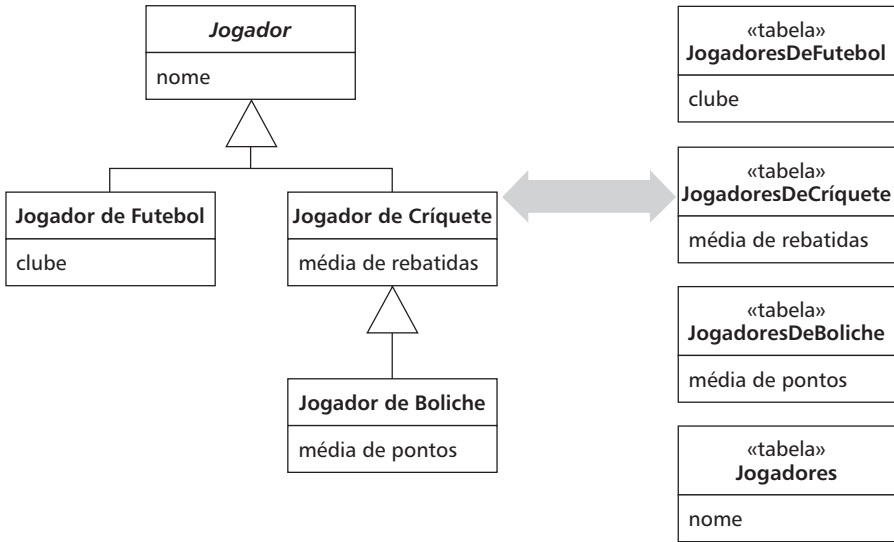 Jogador
nome
Jogador de Futebol
clube
Jogador de Críquete
média de rebatidas
Jogador de Boliche
média de pontos
«tabela»
JogadoresDeFutebol
clube
«tabela»
JogadoresDeCríquete
média de rebatidas
«tabela»
JogadoresDeBoliche
média de pontos
«tabela»
Jogadores
nome